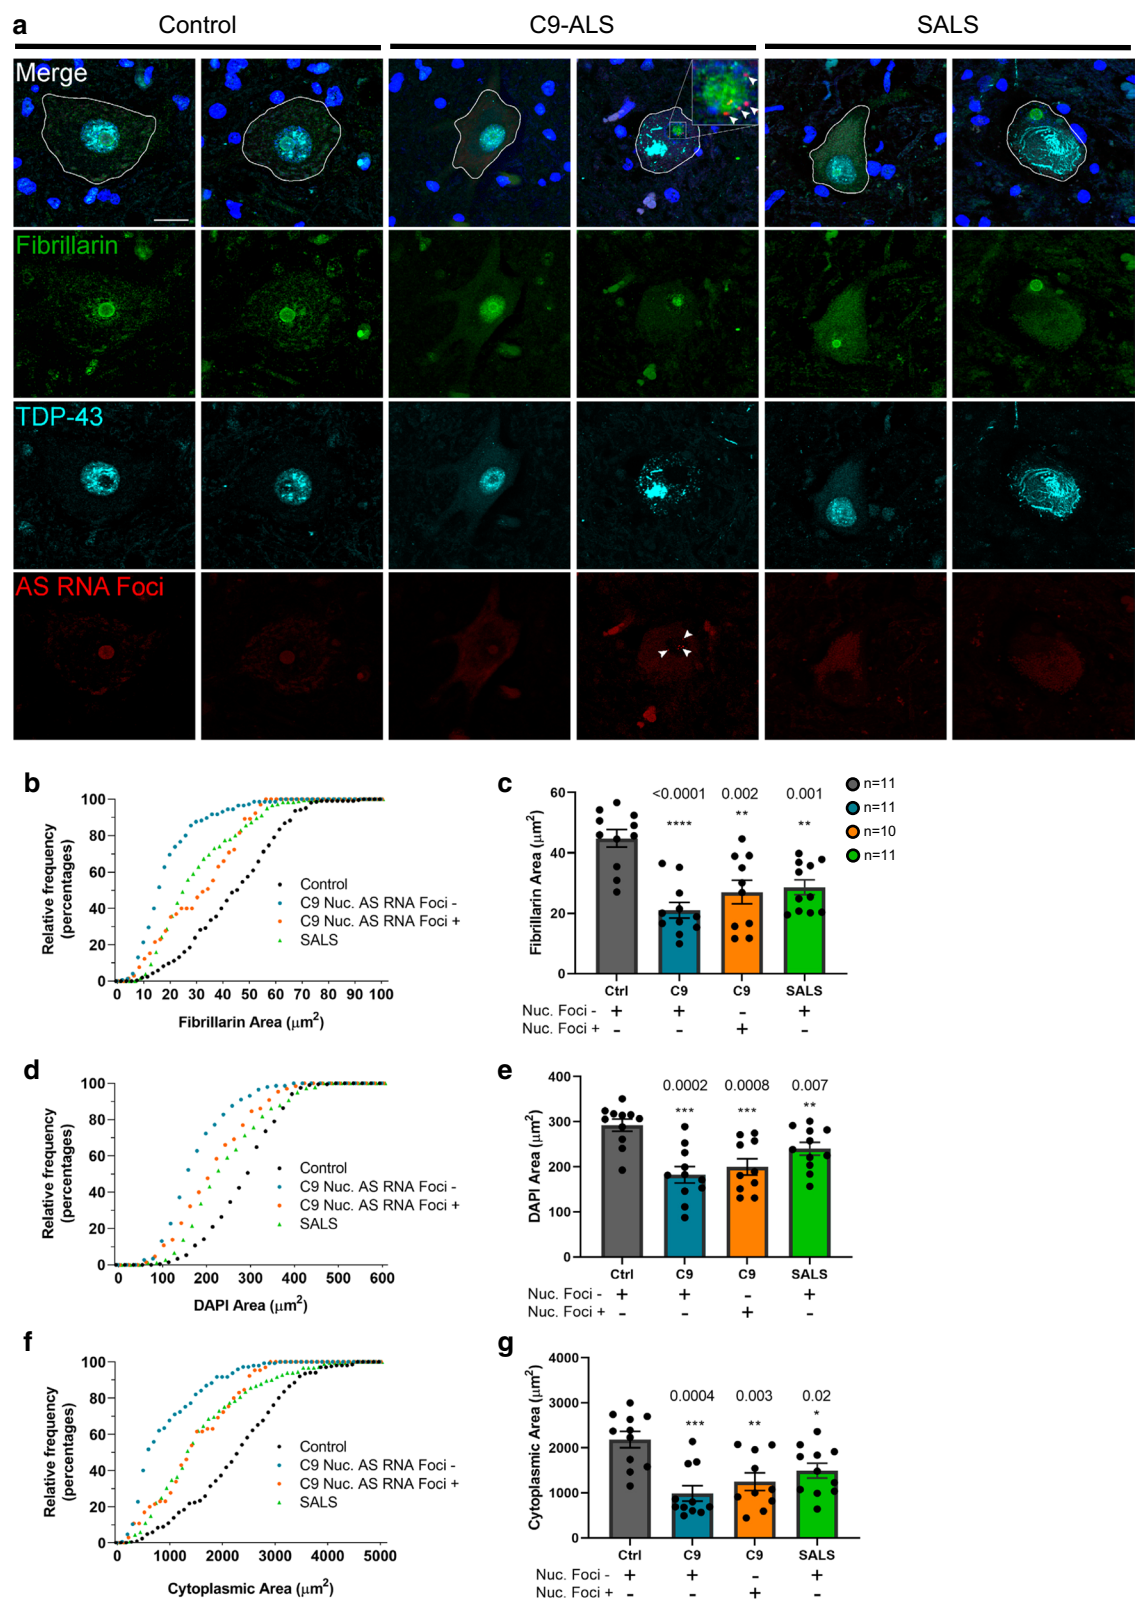 a
Control C9-ALS SALS
Merge
Fibrillarin
TDP-43
AS RNA Foci
b
Relative frequency
(percentages)
100
80
60
40
20
0
0 10 20 30 40 50 60 70 80 90 100
Fibrillarin Area (μm2)
Control
C9 Nuc. AS RNA Foci -
C9 Nuc. AS RNA Foci +
SALS
c
n=11
n=11
n=10
n=11
Fibrillarin Area (μm2)
60
40
20
0
<0.0001 0.002 0.001
**** ** **
Ctrl C9 C9 SALS
Nuc. Foci - + + - +
Nuc. Foci + - - + -
d
Relative frequency
(percentages)
100
80
60
40
20
0
0 100 200 300 400 500 600
DAPI Area (μm2)
Control
C9 Nuc. AS RNA Foci -
C9 Nuc. AS RNA Foci +
SALS
e
DAPI Area (μm2)
400
300
200
100
0
0.0002 0.0008 0.007
*** *** **
Ctrl C9 C9 SALS
Nuc. Foci - + + - +
Nuc. Foci + - - + -
f
Relative frequency
(percentages)
100
80
60
40
20
0
0 1000 2000 3000 4000 5000
Cytoplasmic Area (μm2)
Control
C9 Nuc. AS RNA Foci -
C9 Nuc. AS RNA Foci +
SALS
g
Cytoplasmic Area (μm2)
4000
3000
2000
1000
0
0.0004 0.003 0.02
*** ** *
Ctrl C9 C9 SALS
Nuc. Foci - + + - +
Nuc. Foci + - - + -